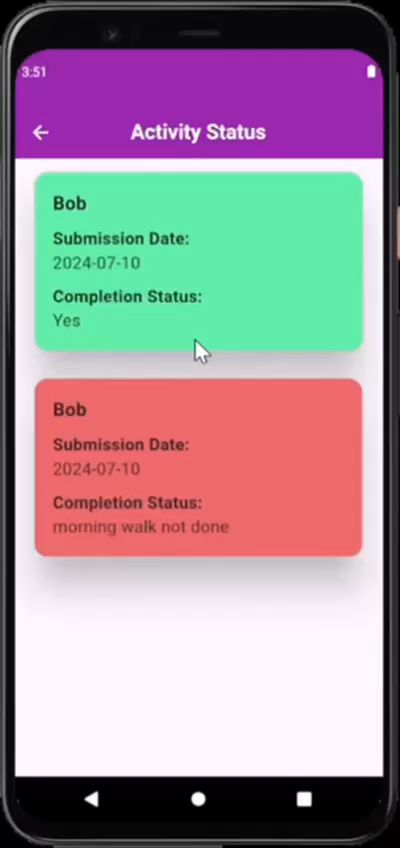 3:51
Activity Status
Bob
Submission Date:
2024-07-10
Completion Status:
Yes
Bob
Submission Date:
2024-07-10
Completion Status:
morning walk not done